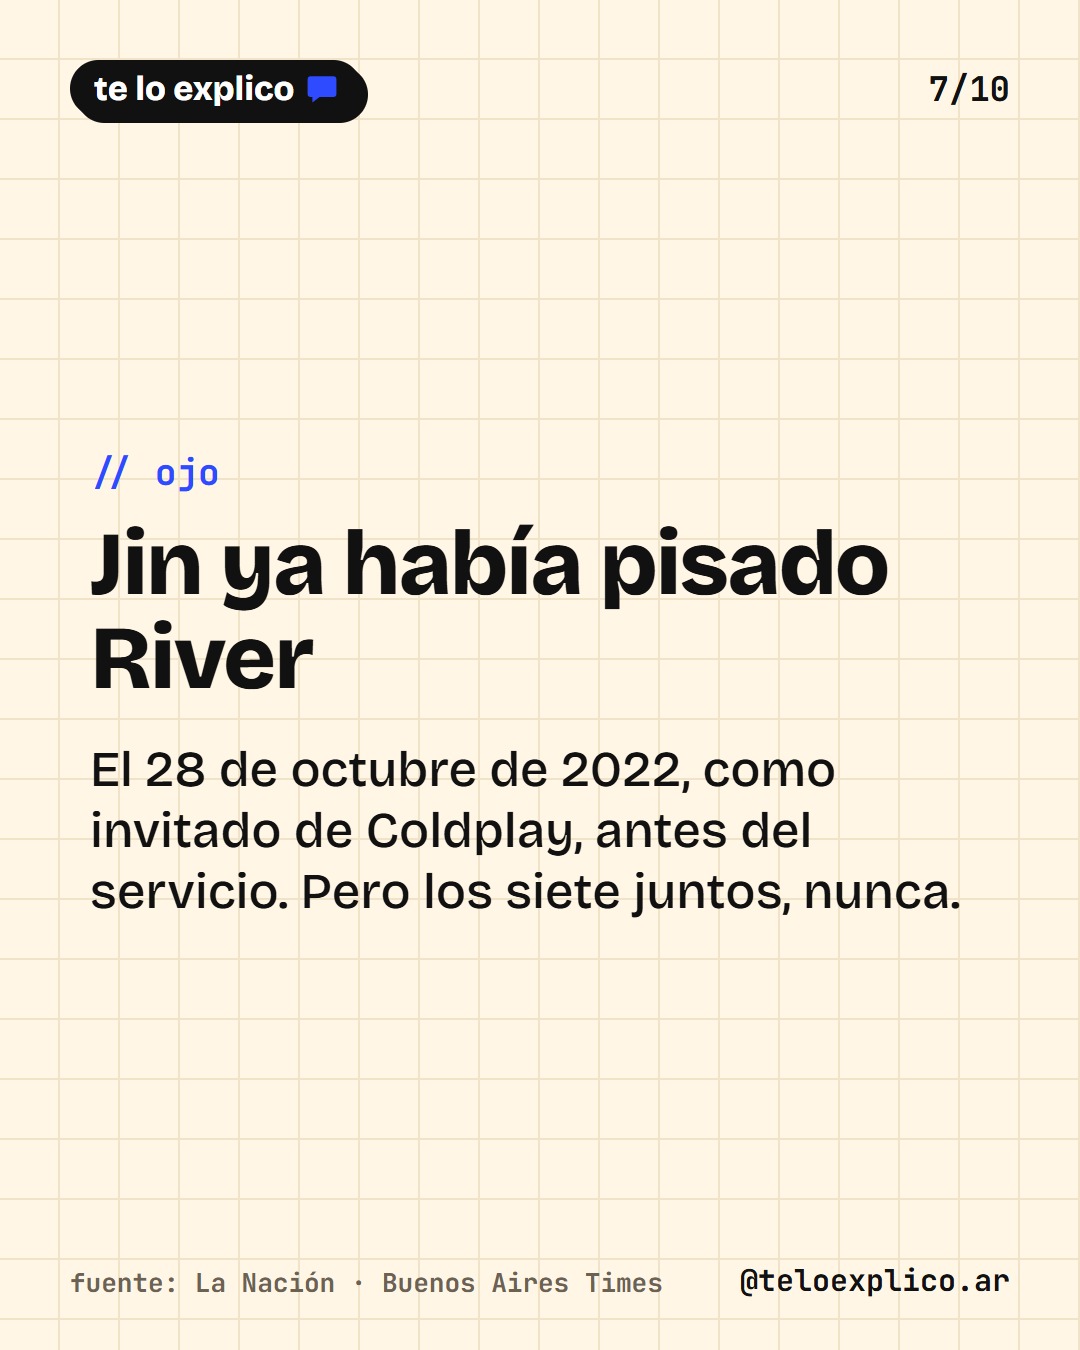 te lo explico
7/10
// ojo
Jin ya había pisado
River
El 28 de octubre de 2022, como
invitado de Coldplay, antes del
servicio. Pero los siete juntos, nunca.
fuente: La Nación · Buenos Aires Times
@teloexplico.ar